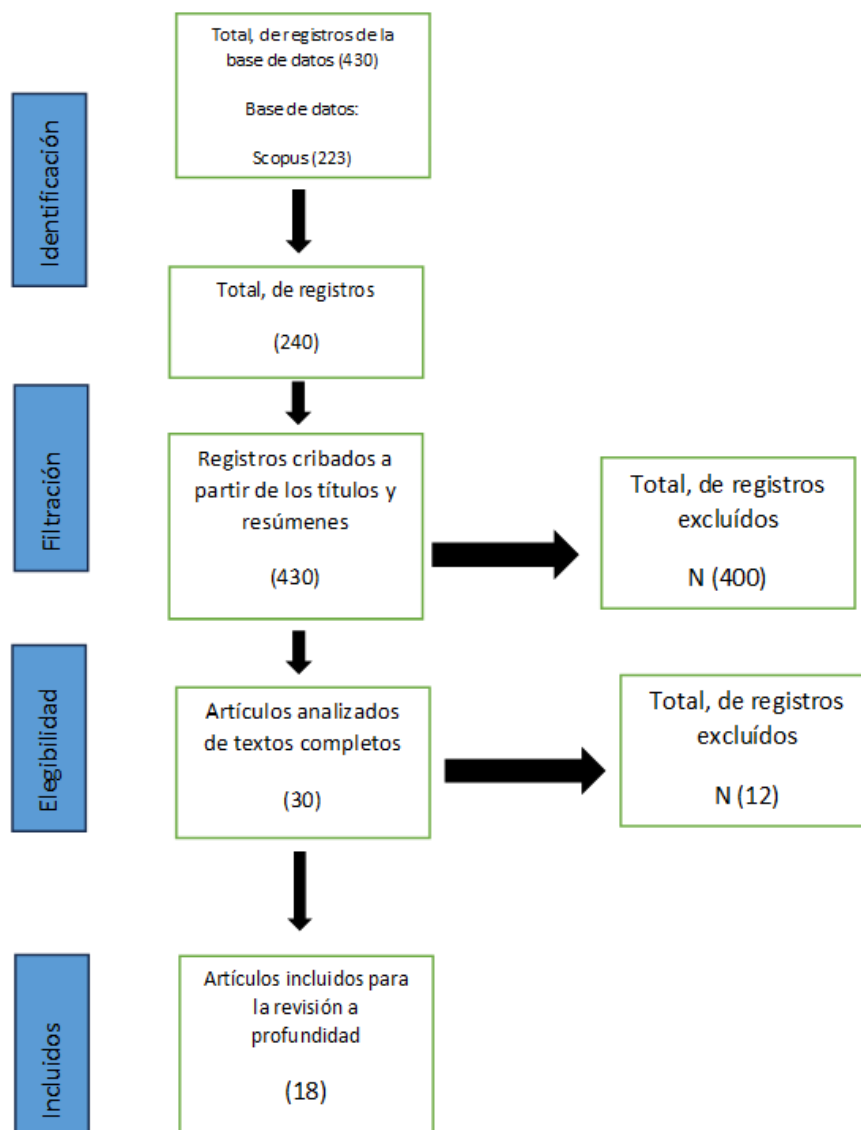 Identificación
Total, de registros de la
base de datos (430)
Base de datos:
Scopus (223)
Total, de registros
(240)
Filtración
Registros cribados a
partir de los títulos y
resúmenes
(430)
Total, de registros
excluídos
N (400)
Elegibilidad
Artículos analizados
de textos completos
(30)
Total, de registros
excluídos
N (12)
Incluidos
Artículos incluidos para
la revisión a
profundidad
(18)